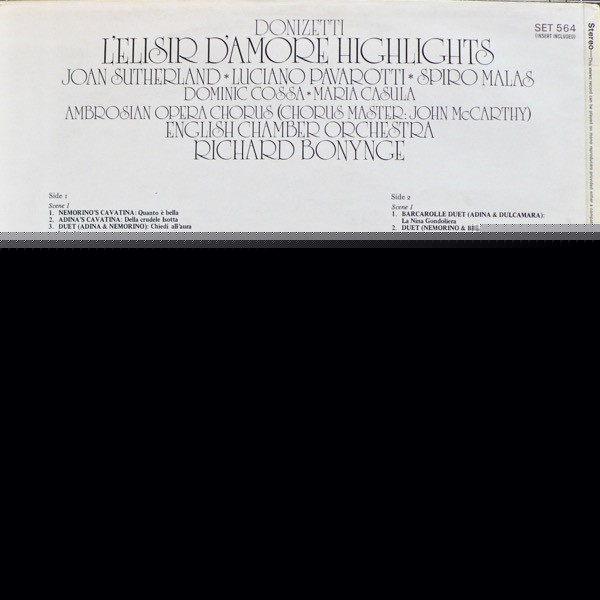 DONIZETTI
SET 564
(INSERT INCLUDED)
L'ELISIR D'AMORE HIGHLIGHTS
JOAN SUTHERLAND • LUCIANO PAVAROTTI • SPIRO MALAS
DOMINIC COSSA • MARIA CASULA
AMBROSIAN OPERA CHORUS (CHORUS MASTER: JOHN McCARTHY)
ENGLISH CHAMBER ORCHESTRA
RICHARD BONYNGE
Side 1
Scene 1
1. NEMORINO'S CAVATINA: Quanto è bella
2. ADINA'S CAVATINA: Della crudele Isotta
3. DUET (ADINA & NEMORINO): Chiedi all'aura
Side 2
Scene 1
1. BARCAROLLE DUET (ADINA & DULCAMARA):
La Nina Gondoliera
2. DUET (NEMORINO &
Stereo